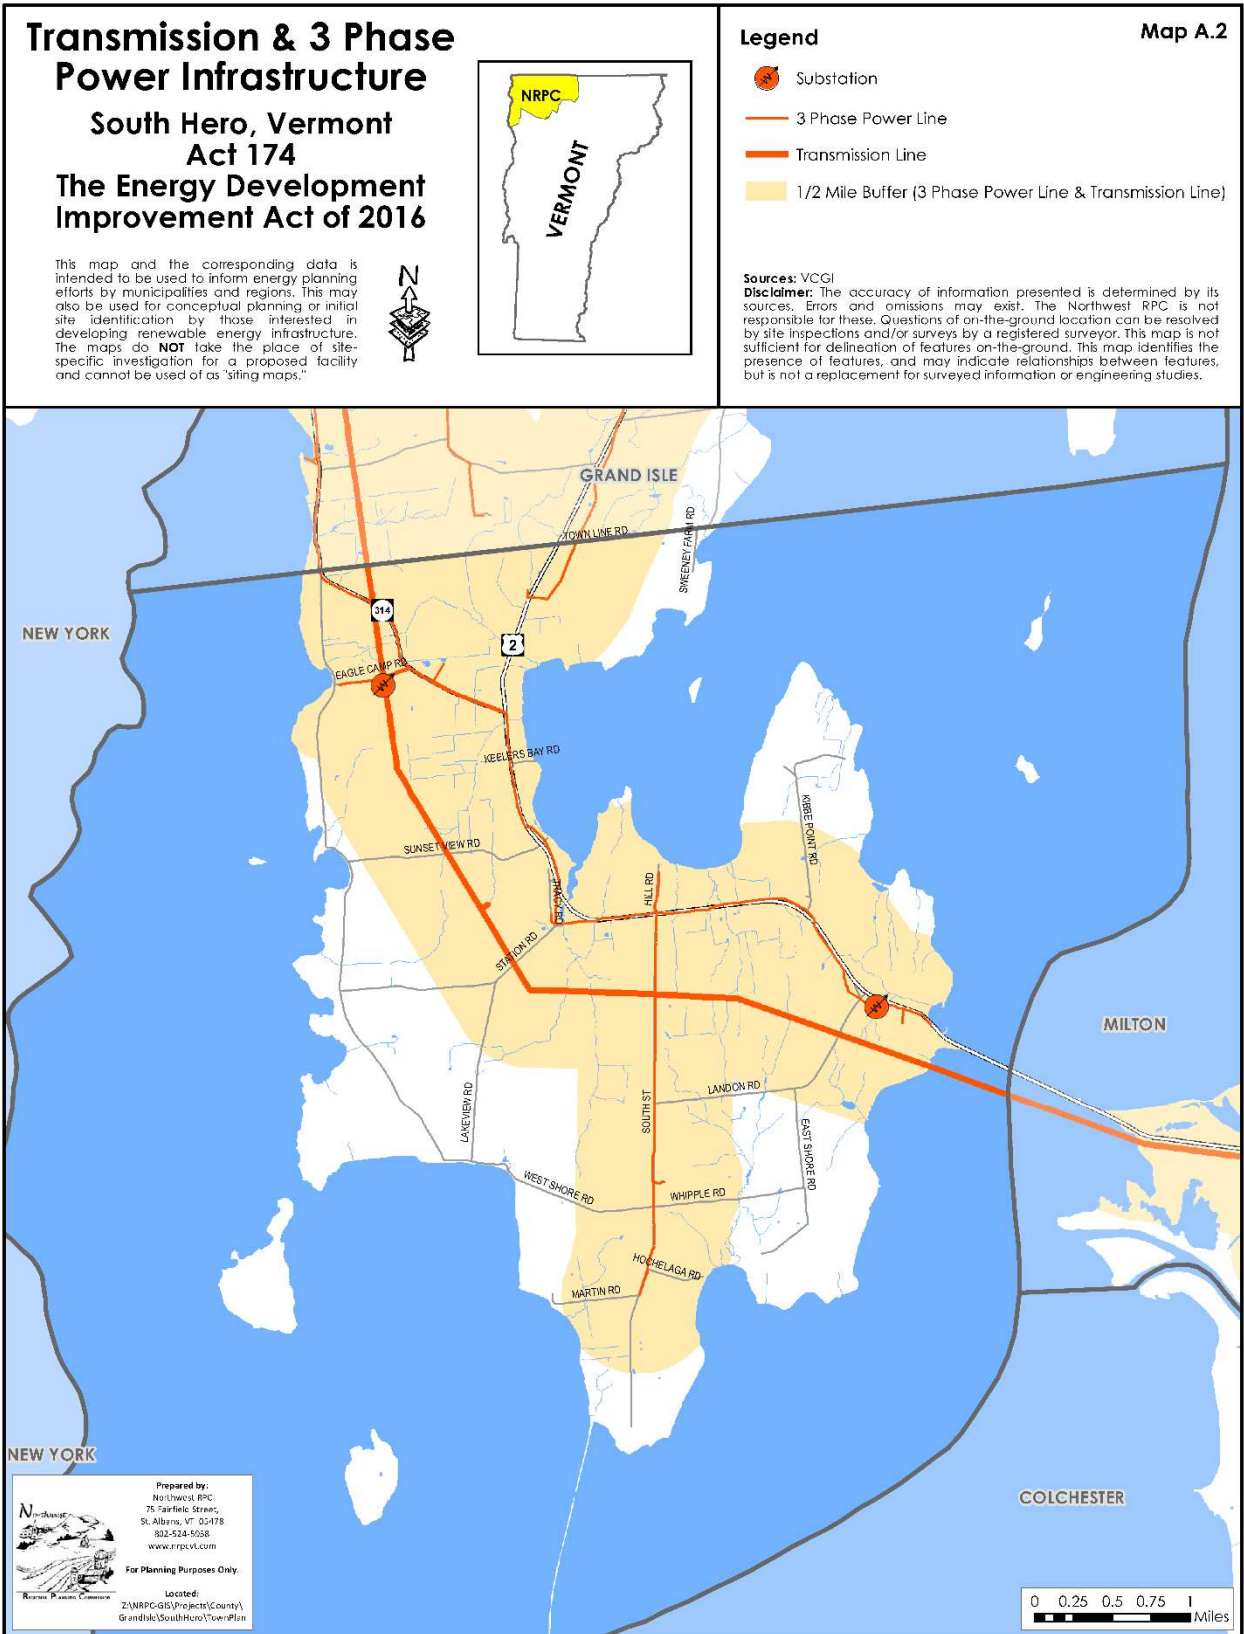 Transmission & 3 Phase
Power Infrastructure
South Hero, Vermont
Act 174
The Energy Development
Improvement Act of 2016
This map and the corresponding data is
intended to be used to inform energy planning
efforts by municipalities and regions. This may
also be used for conceptual planning or initial
site identification by those interested in
developing renewable energy infrastructure.
The maps do NOT take the place of site-
specific investigation for a proposed facility
and cannot be used of as "siting maps."
N
NRPC
VERMONT
Legend
Map A.2
Substation
3 Phase Power Line
Transmission Line
1/2 Mile Buffer (3 Phase Power Line & Transmission Line)
Sources: VCGI
Disclaimer: The accuracy of information presented is determined by its
sources. Errors and omissions may exist. The Northwest RPC is not
responsible for these. Questions of on-the-ground location can be resolved
by site inspections and/or surveys by a registered surveyor. This map is not
sufficient for delineation of features on-the-ground. This map identifies the
presence of features, and may indicate relationships between features,
but is not a replacement for surveyed information or engineering studies.
GRAND ISLE
TOWN LINE RD
SWEENEY FARM RD
314
2
NEW YORK
EAGLE CAMP RD
KEELERS BAY RD
KIBBE POINT RD
SUNSET VIEW RD
TRACY RD
HILL RD
STATION RD
MILTON
LANDON RD
LAKEVIEW RD
SOUTH ST
EAST SHORE RD
WEST SHORE RD
WHIPPLE RD
HOCHELAGA RD
MARTIN RD
NEW YORK
COLCHESTER
Northwest
Regional Planning Commission
Prepared by:
Northwest RPC
75 Fairfield Street,
St. Albans, VT 05478
802-524-5958
www.nrpcvt.com
For Planning Purposes Only.
Located:
Z:\NRPC-GIS\Projects\County\
GrandIsle\SouthHero\TownPlan
0 0.25 0.5 0.75 1
Miles